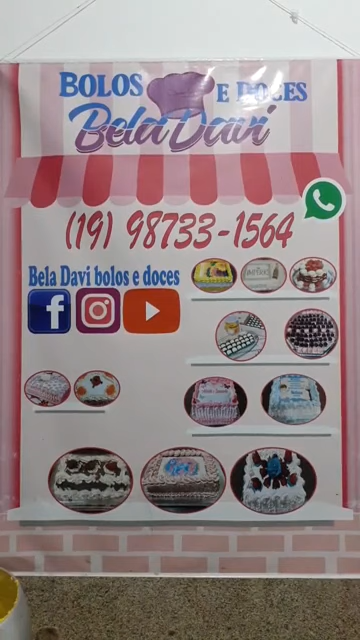 BOLOS E DOCES
Bela Davi
(19) 98733-1564
Bela Davi bolos e doces